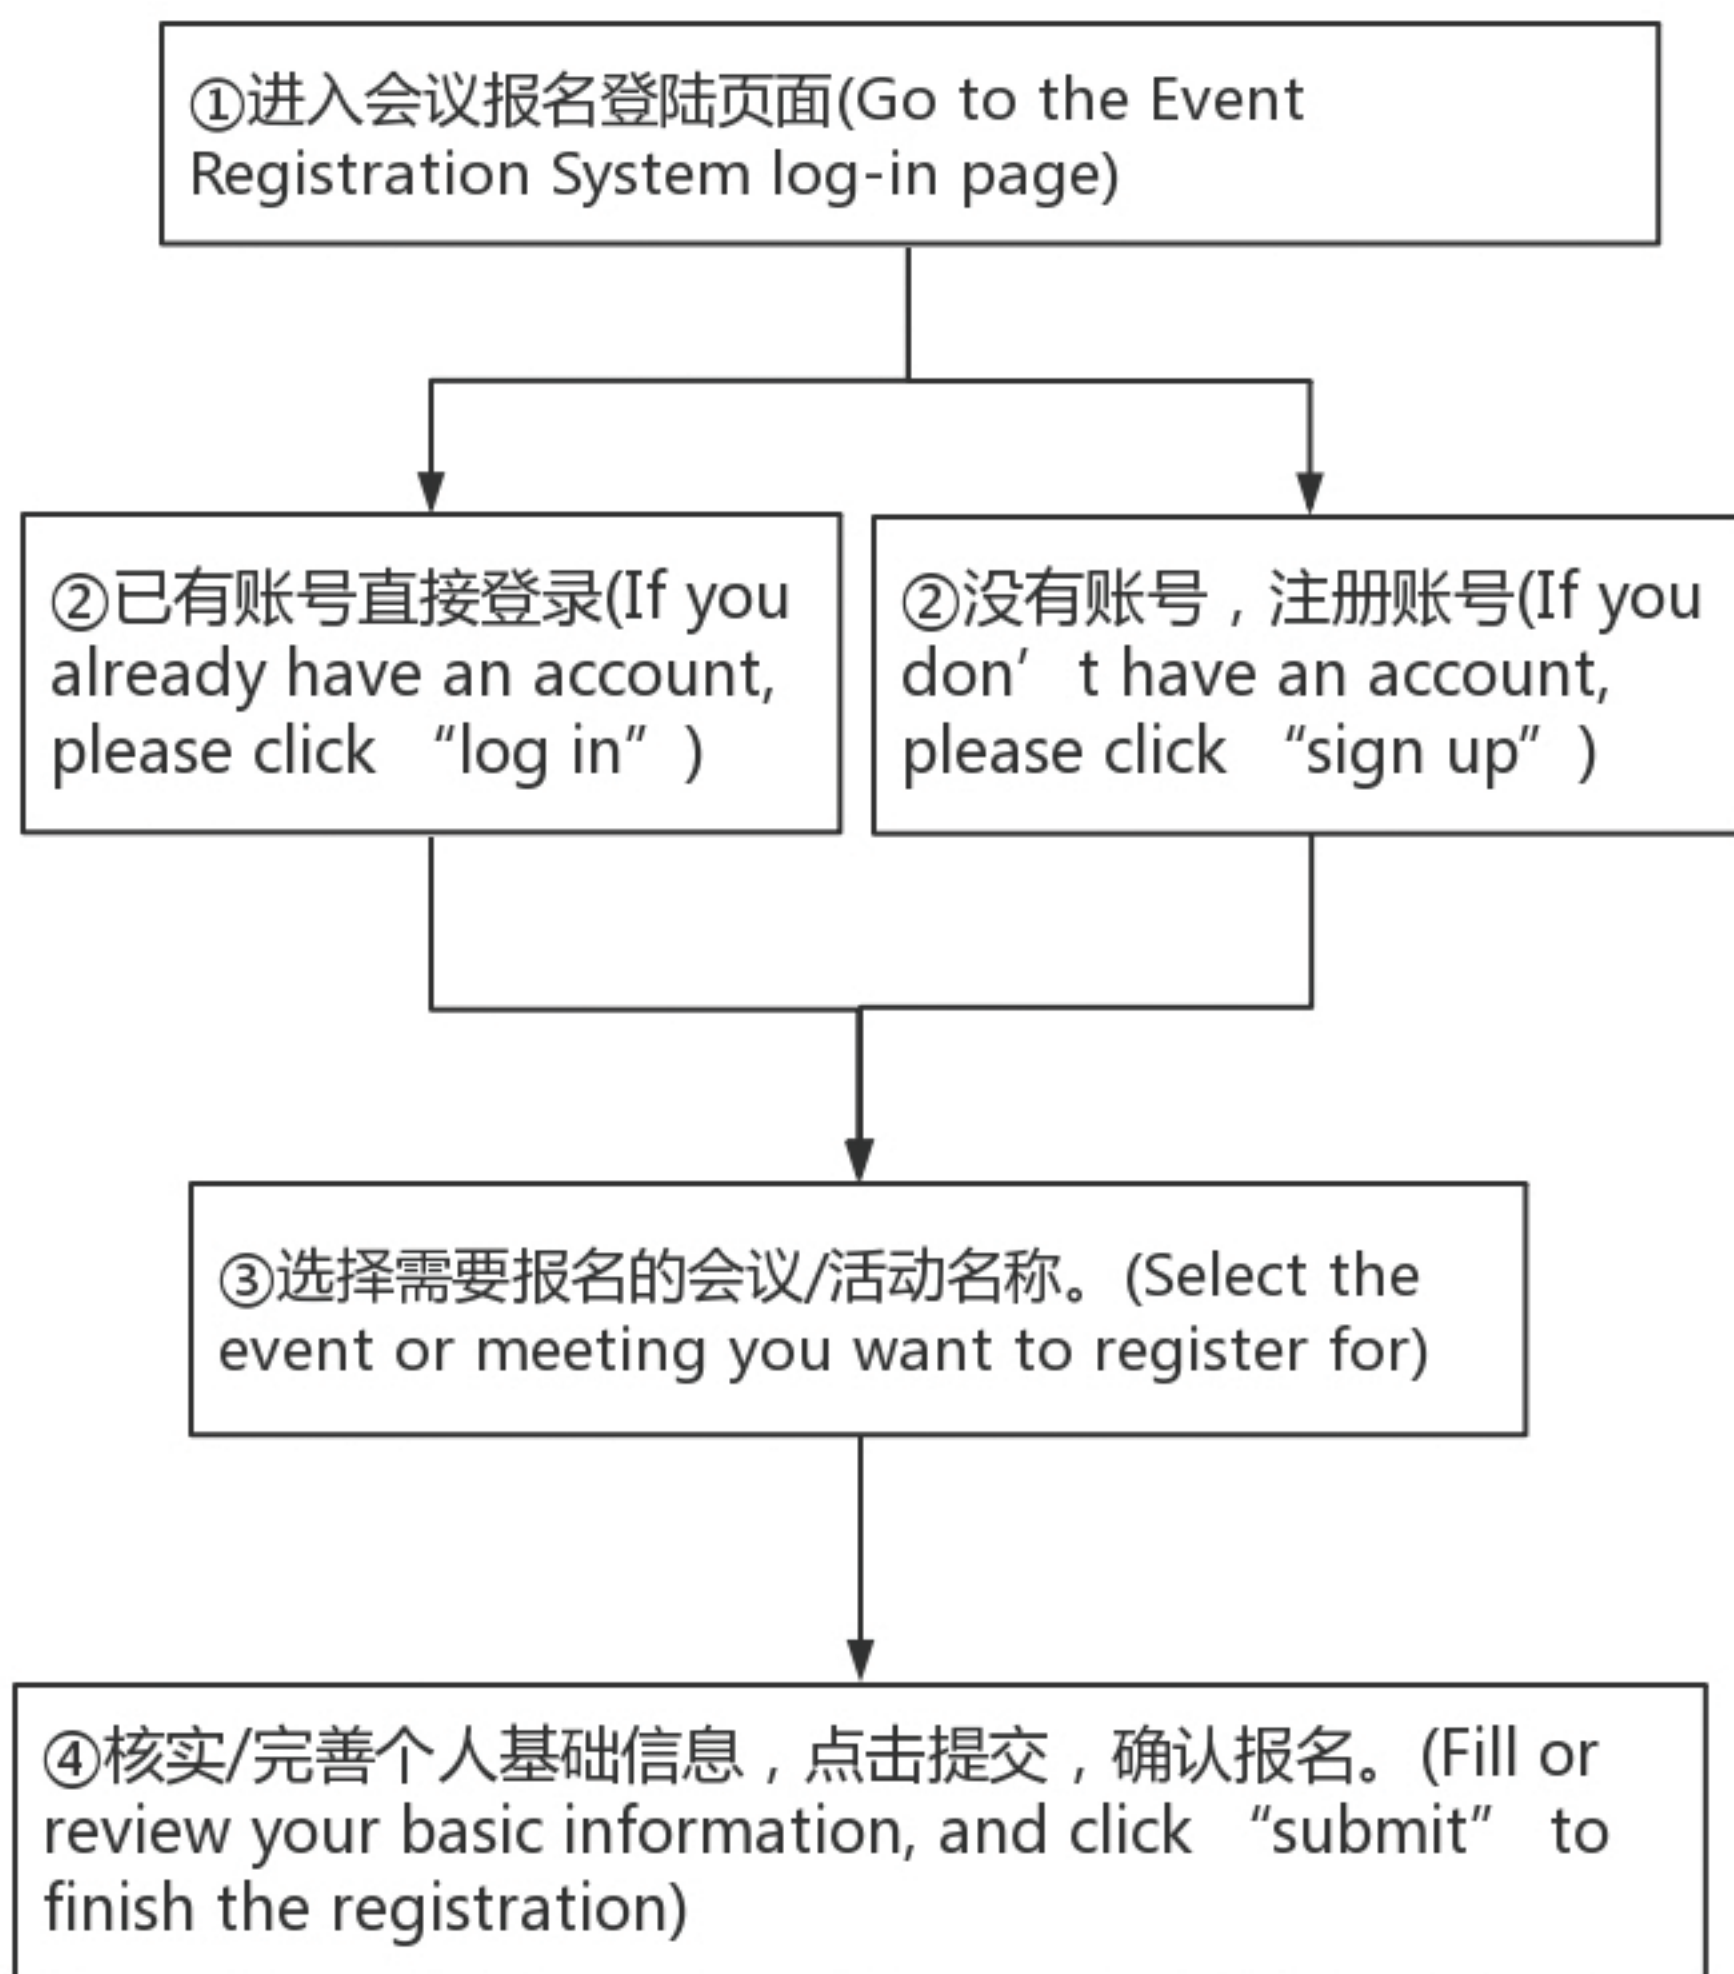 ①进入会议报名登陆页面(Go to the Event
Registration System log-in page)
②已有账号直接登录(If you
already have an account,
please click “log in”)
②没有账号，注册账号(If you
don’t have an account,
please click “sign up”)
③选择需要报名的会议/活动名称。(Select the
event or meeting you want to register for)
④核实/完善个人基础信息，点击提交，确认报名。(Fill or
review your basic information, and click “submit” to
finish the registration)